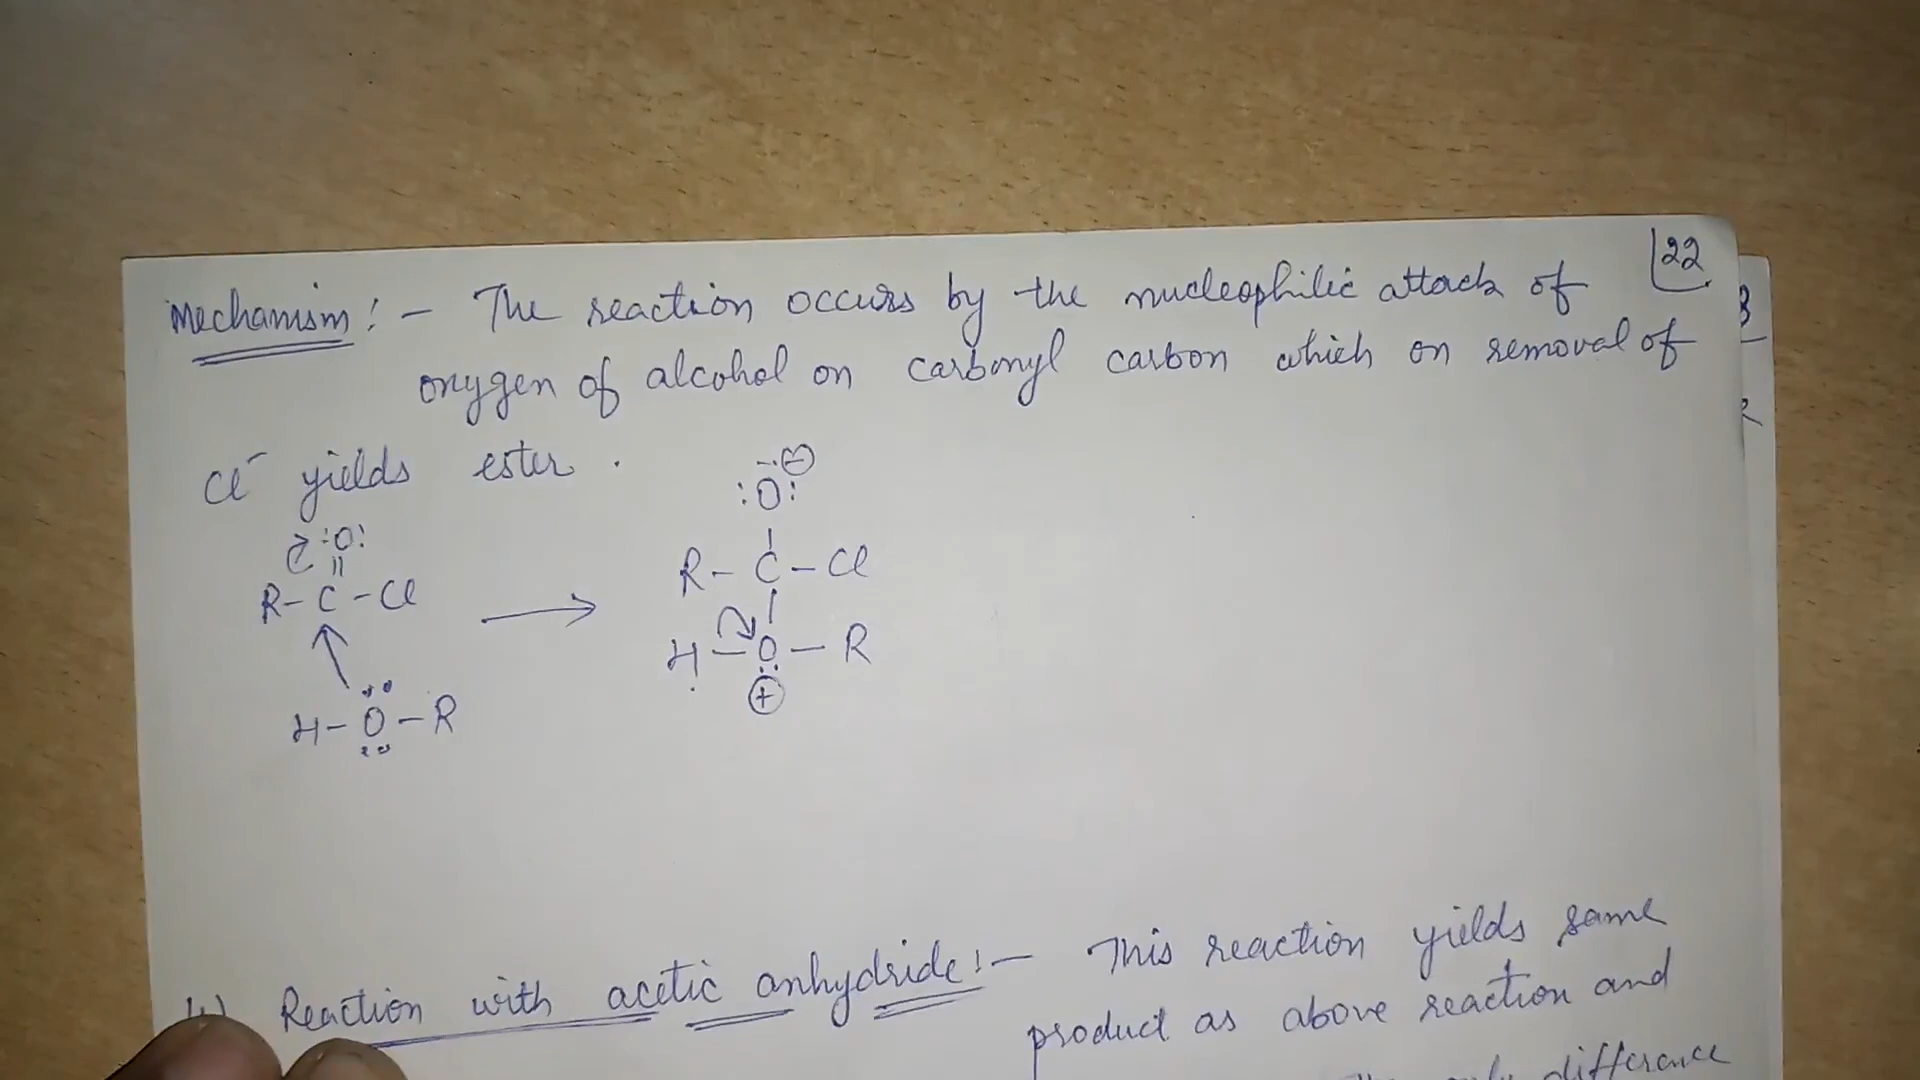 22
Mechanism :- The reaction occurs by the nucleophilic attack of
oxygen of alcohol on carbonyl carbon which on removal of
Cl⁻ yields ester.
:O:
||
R-C-Cl
H-O-R
⊖
:O:
|
R-C-Cl
|
H-O-R
⊕
Reaction with acetic anhydride :- This reaction yields same
product as above reaction and
only difference